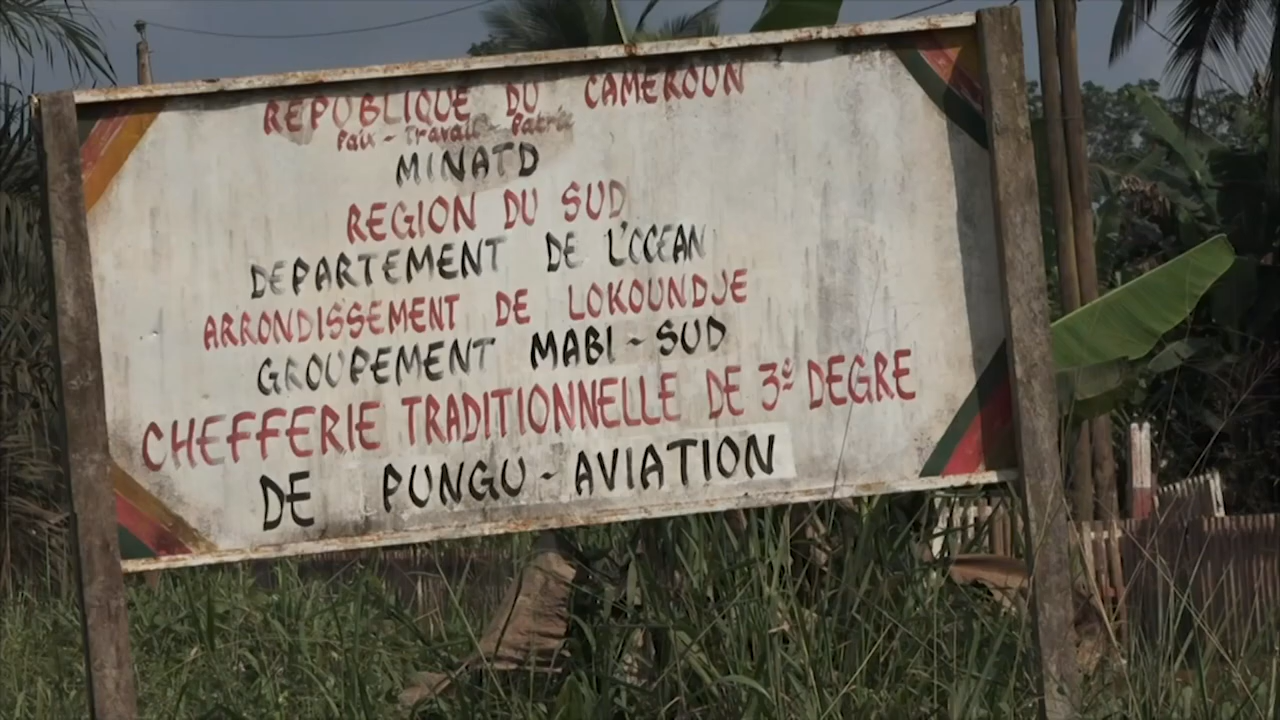 REPUBLIQUE DU CAMEROUN
Paix - Travail - Patrie
MINATD
REGION DU SUD
DEPARTEMENT DE L'OCEAN
ARRONDISSEMENT DE LOKOUNDJE
GROUPEMENT MABI - SUD
CHEFFERIE TRADITIONNELLE DE 3e DEGRE
DE PUNGU - AVIATION